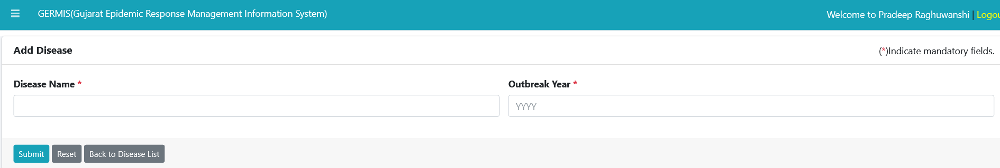 GERMIS(Gujarat Epidemic Response Management Information System)
Welcome to Pradeep Raghuwanshi | Logou
Add Disease
(*)Indicate mandatory fields.
Disease Name *
Outbreak Year *
YYYY
Submit Reset Back to Disease List